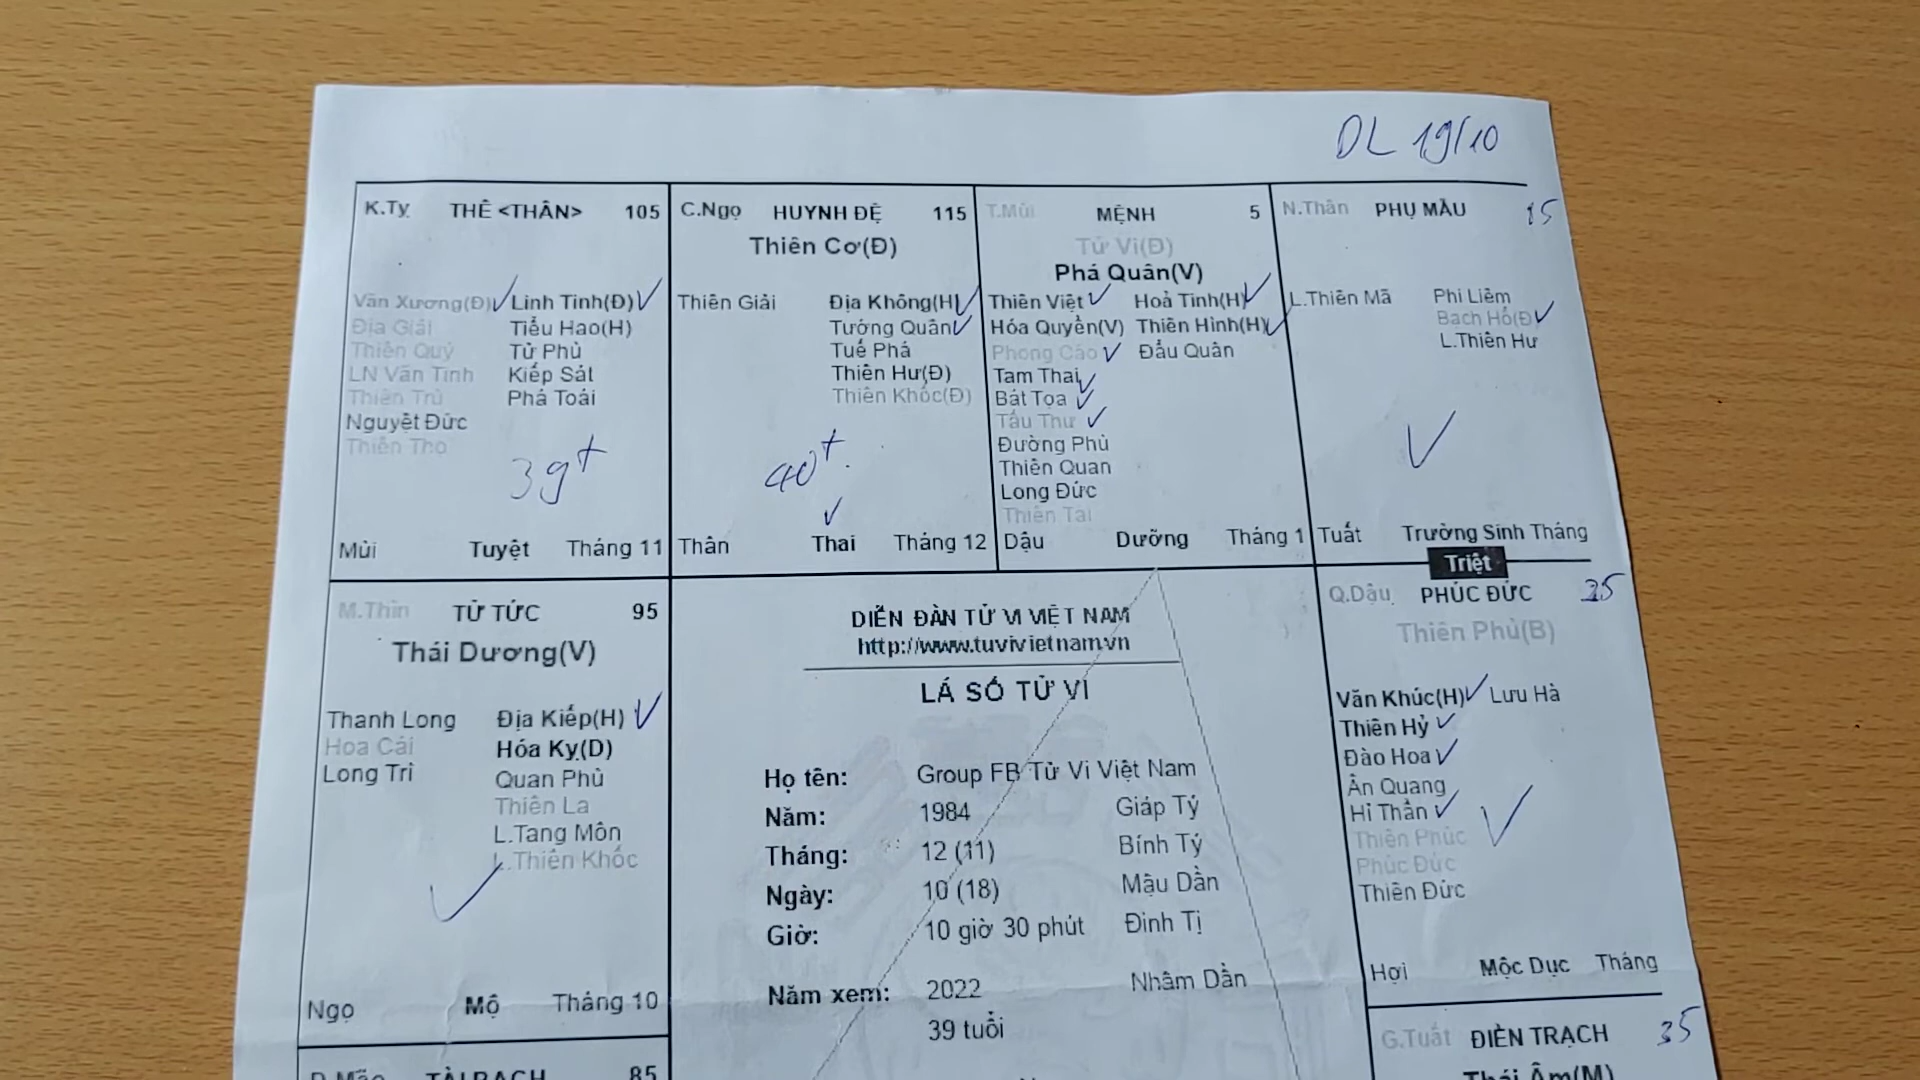 DL 19/10
K.Tỵ THÊ <THÂN> 105
Văn Xương(Đ) Linh Tinh(Đ)
Địa Giải Tiểu Hao(H)
Thiên Quý Tử Phù
LN Văn Tinh Kiếp Sát
Thiên Trù Phá Toái
Nguyệt Đức
Thiên Thọ
39+
Mùi Tuyệt Tháng 11
C.Ngọ HUYNH ĐỆ 115
Thiên Cơ(Đ)
Thiên Giải Địa Không(H)
Tướng Quân
Tuế Phá
Thiên Hư(Đ)
Thiên Khốc(Đ)
40+
Thân Thai Tháng 12
T.Mùi MỆNH 5
Tử Vi(Đ)
Phá Quân(V)
Thiên Việt Hoả Tinh(H)
Hóa Quyền(V) Thiên Hình(H)
Phong Cáo Đẩu Quân
Tam Thai
Bát Tọa
Tấu Thư
Đường Phù
Thiên Quan
Long Đức
Thiên Tài
Dậu Dưỡng Tháng 1
N.Thân PHỤ MẪU 15
L.Thiên Mã Phi Liêm
Bạch Hổ(Đ)
L.Thiên Hư
Tuất Trường Sinh Tháng
Triệt
M.Thìn TỬ TỨC 95
Thái Dương(V)
Thanh Long Địa Kiếp(H)
Hoa Cái Hóa Kỵ(D)
Long Trì Quan Phù
Thiên La
L.Tang Môn
L.Thiên Khốc
Ngọ Mộ Tháng 10
DIỄN ĐÀN TỬ VI VIỆT NAM
http://www.tuvivietnam.vn
LÁ SỐ TỬ VI
Họ tên: Group FB Tử Vi Việt Nam
Năm: 1984 Giáp Tý
Tháng: 12 (11) Bính Tý
Ngày: 10 (18) Mậu Dần
Giờ: 10 giờ 30 phút Đinh Tị
Năm xem: 2022 Nhâm Dần
39 tuổi
Q.Dậu PHÚC ĐỨC 25
Thiên Phủ(B)
Văn Khúc(H) Lưu Hà
Thiên Hỷ
Đào Hoa
Ân Quang
Hỉ Thần
Thiên Phúc
Phúc Đức
Thiên Đức
Hợi Mộc Dục Tháng
Đ.Mão TÀI BẠCH 85
G.Tuất ĐIỀN TRẠCH 35
Thái Âm(M)